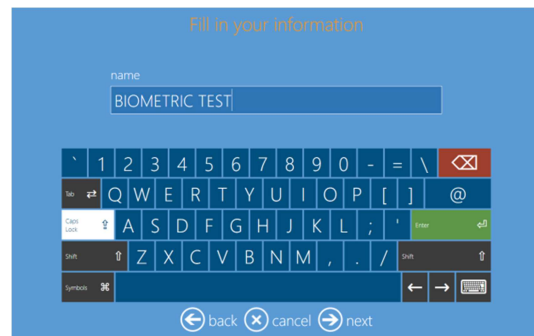 Fill in your information
name
BIOMETRIC TEST
` 1 2 3 4 5 6 7 8 9 0 - = \
Tab Q W E R T Y U I O P [ ] @
Caps Lock A S D F G H J K L ; ' Enter
Shift Z X C V B N M , . / Shift
Symbols ⌘ ← →
back cancel next